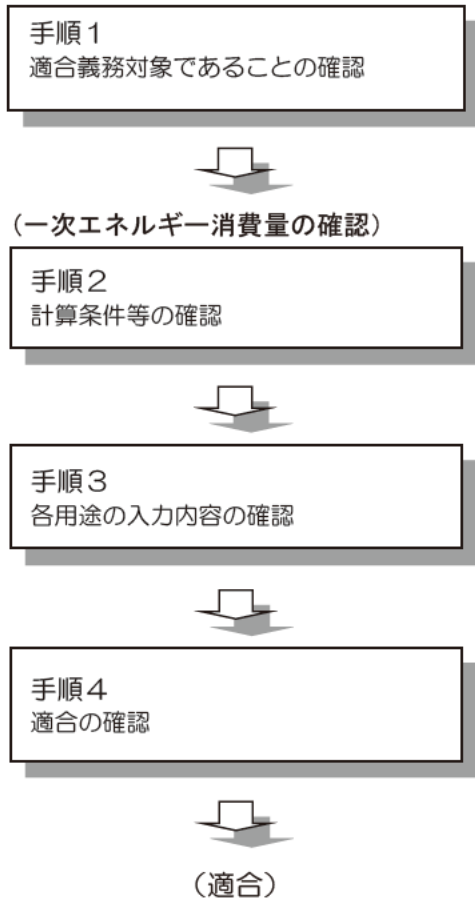 手順１
適合義務対象であることの確認
（一次エネルギー消費量の確認）
手順２
計算条件等の確認
手順３
各用途の入力内容の確認
手順４
適合の確認
（適合）